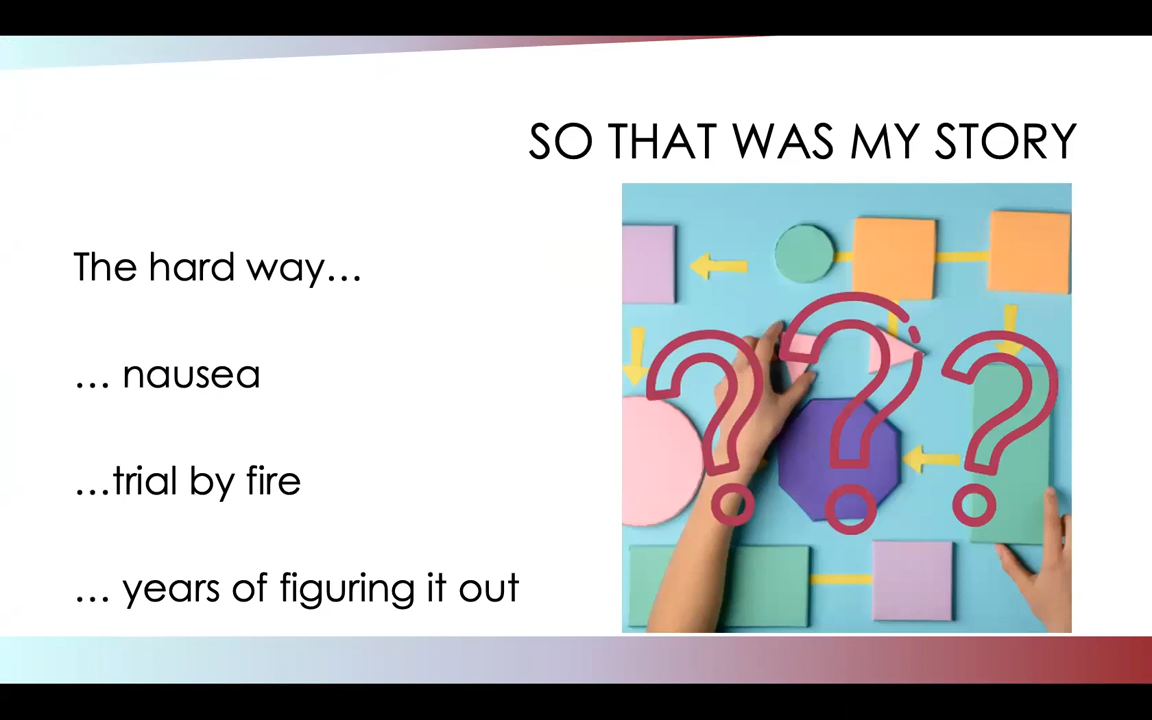 SO THAT WAS MY STORY
The hard way…
… nausea
…trial by fire
… years of figuring it out
???